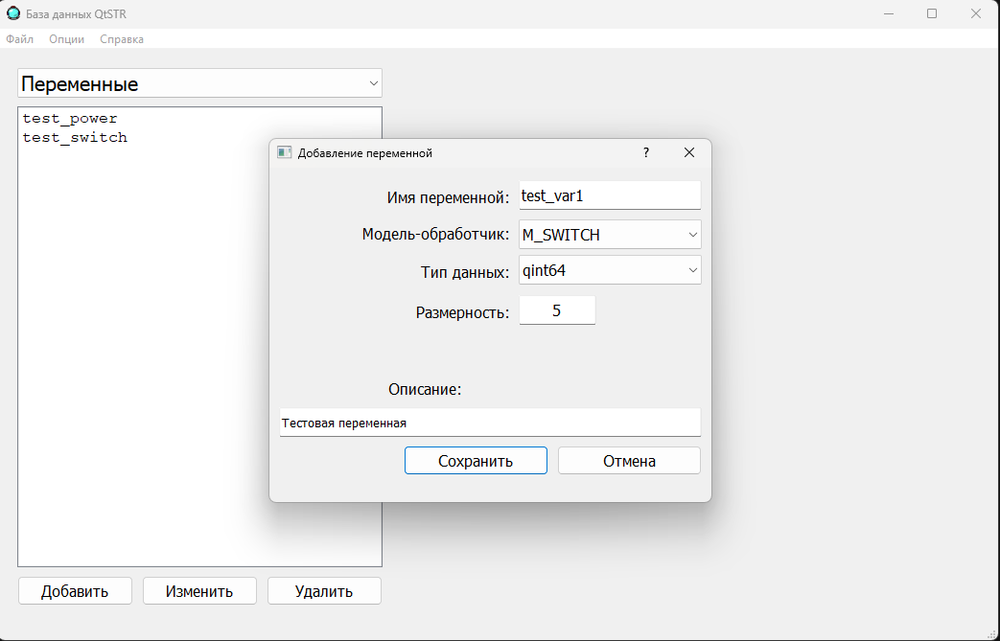 База данных QtSTR
Файл Опции Справка
Переменные
test_power
test_switch
Добавление переменной ?
Имя переменной: test_var1
Модель-обработчик: M_SWITCH
Тип данных: qint64
Размерность: 5
Описание:
Тестовая переменная
Сохранить Отмена
Добавить Изменить Удалить